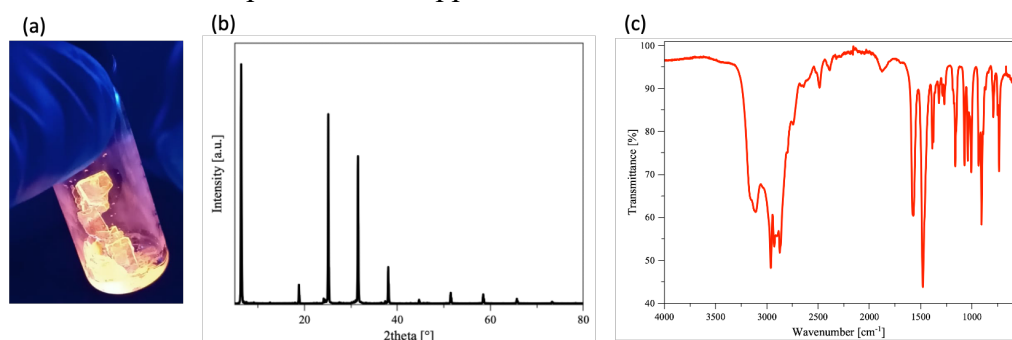 (a)
(b)
(c)
Intensity [a.u.]
20
40
60
80
2theta [°]
100
90
80
70
60
50
40
Transmittance [%]
4000
3500
3000
2500
2000
1500
1000
Wavenumber [cm⁻¹]